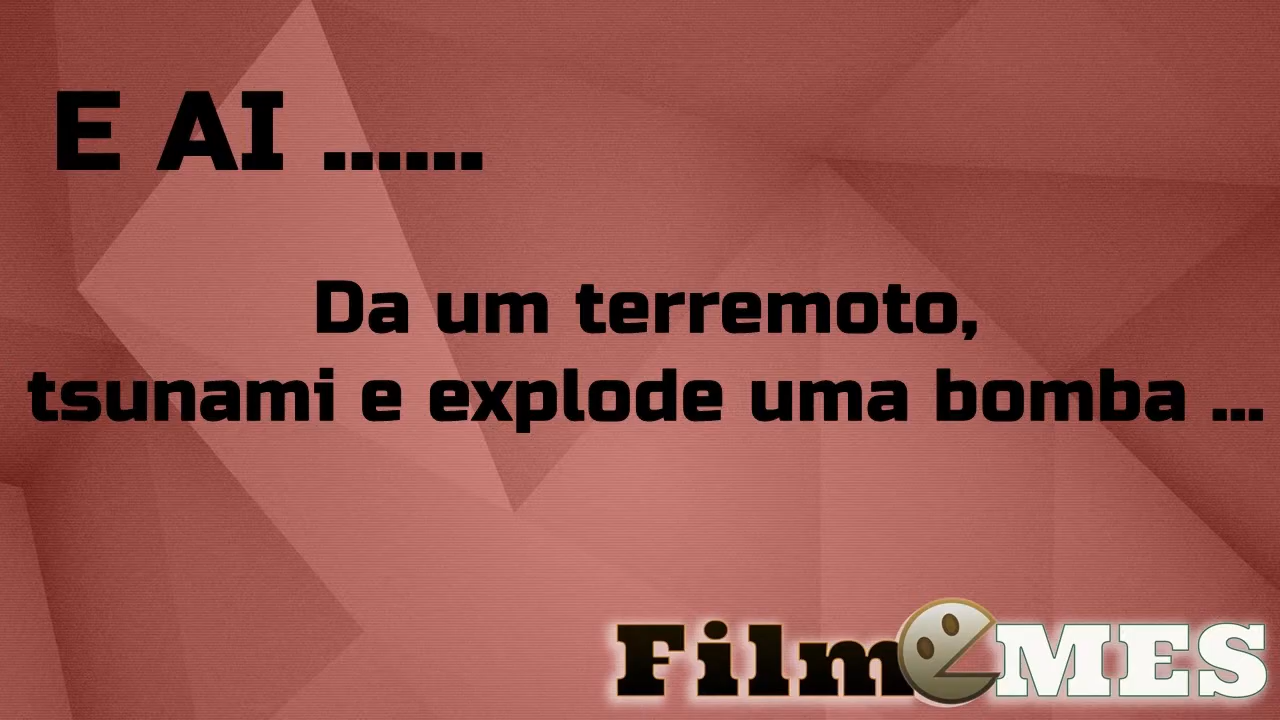 E AI ......
Da um terremoto,
tsunami e explode uma bomba ...
FilmeMES